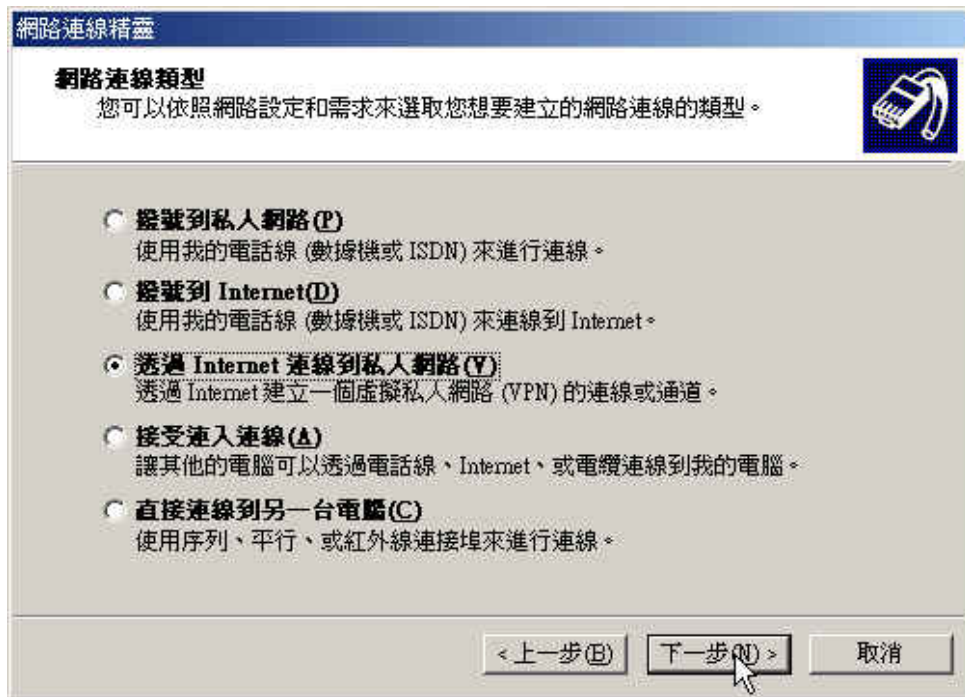 網路連線精靈
網路連線類型
您可以依照網路設定和需求來選取您想要建立的網路連線的類型。
撥號到私人網路(P)
使用我的電話線 (數據機或 ISDN) 來進行連線。
撥號到 Internet(D)
使用我的電話線 (數據機或 ISDN) 來連線到 Internet。
透過 Internet 連線到私人網路(V)
透過 Internet 建立一個虛擬私人網路 (VPN) 的連線或通道。
接受連入連線(A)
讓其他的電腦可以透過電話線、Internet、或電纜連線到我的電腦。
直接連線到另一台電腦(C)
使用序列、平行、或紅外線連接埠來進行連線。
<上一步(B) 下一步(N)> 取消